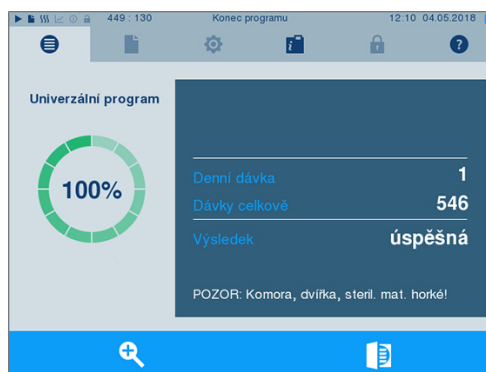 449 : 130 Konec programu 12:10 04.05.2018
Univerzální program
100%
Denní dávka 1
Dávky celkově 546
Výsledek úspěšná
POZOR: Komora, dvířka, steril. mat. horké!